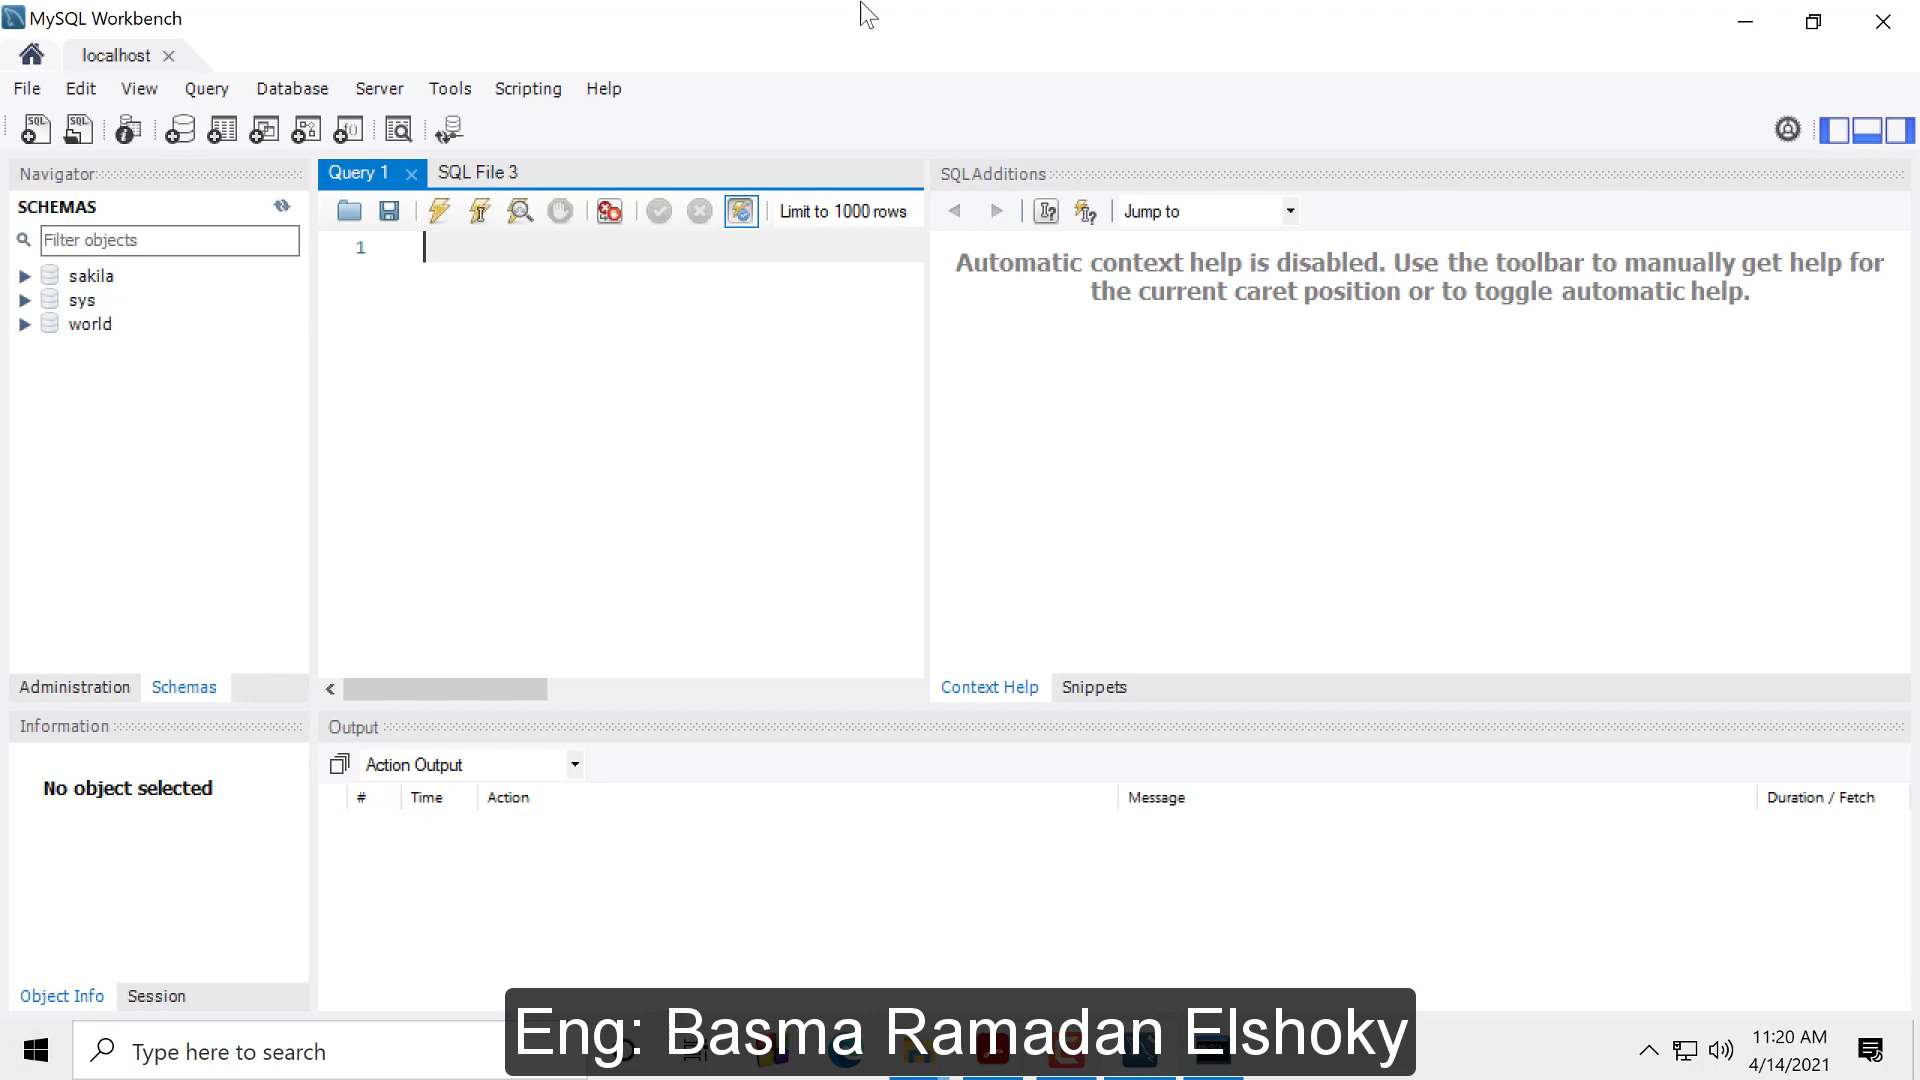 MySQL Workbench
localhost
File Edit View Query Database Server Tools Scripting Help
SQL SQL
Navigator
SCHEMAS
Filter objects
sakila
sys
world
Administration Schemas
Information
No object selected
Object Info Session
Query 1 SQL File 3
Limit to 1000 rows
1
SQLAdditions
Jump to
Automatic context help is disabled. Use the toolbar to manually get help for
the current caret position or to toggle automatic help.
Context Help Snippets
Output
Action Output
# Time Action Message Duration / Fetch
Eng: Basma Ramadan Elshoky
Type here to search
11:20 AM
4/14/2021